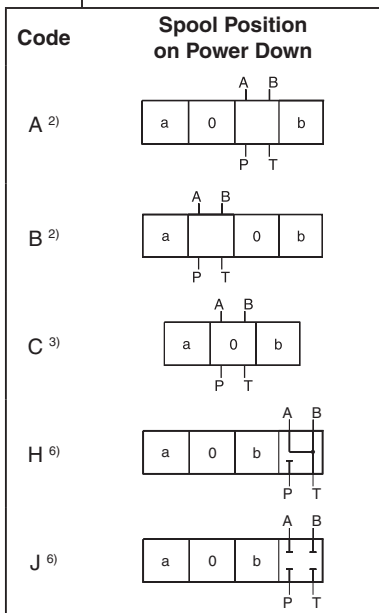 Code
Spool Position
on Power Down
A 2)
A B
a 0 b
P T
B 2)
A B
a 0 b
P T
C 3)
A B
a 0 b
P T
H 6)
A B
a 0 b
P T
J 6)
A B
a 0 b
P T